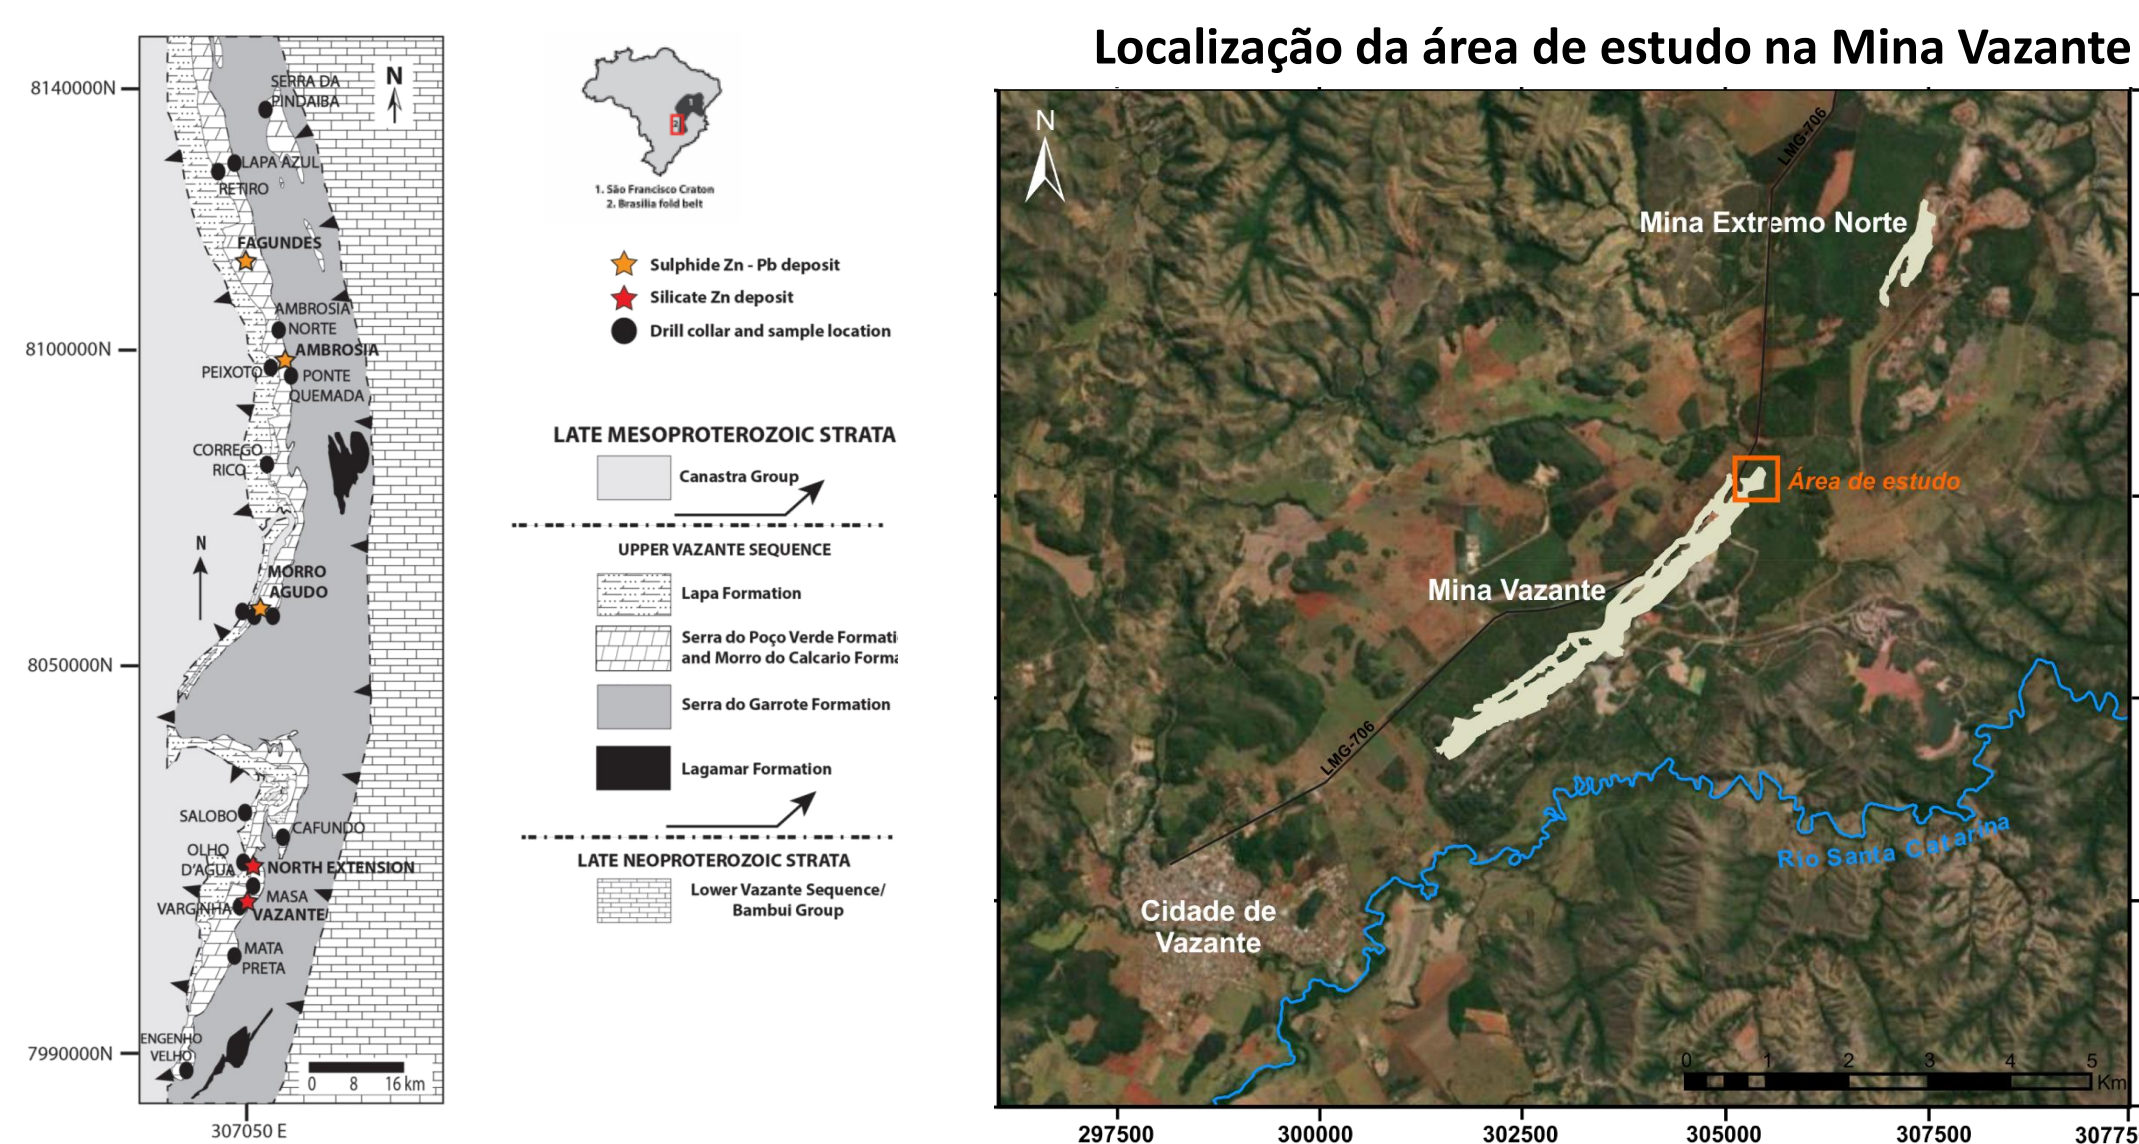 Localização da área de estudo na Mina Vazante
8140000N
8100000N
8050000N
7990000N
307050 E
N
SERRA DA
PINDAIBA
LAPA AZUL
RETIRO
FAGUNDES
AMBROSIA
NORTE
AMBROSIA
PEIXOTO
PONTE
QUEMADA
CORREGO
RICO
N
MORRO
AGUDO
SALOBO
CAFUNDO
OLHO
D'AGUA
NORTH EXTENSION
MASA
VARGINHA
VAZANTE
MATA
PRETA
ENGENHO
VELHO
0 8 16 km
1
2
1. São Francisco Craton
2. Brasilia fold belt
Sulphide Zn - Pb deposit
Silicate Zn deposit
Drill collar and sample location
LATE MESOPROTEROZOIC STRATA
Canastra Group
UPPER VAZANTE SEQUENCE
Lapa Formation
Serra do Poço Verde Formati
and Morro do Calcario Forma
Serra do Garrote Formation
Lagamar Formation
LATE NEOPROTEROZOIC STRATA
Lower Vazante Sequence/
Bambui Group
N
LMG-706
Mina Extremo Norte
Área de estudo
Mina Vazante
LMG-706
Rio Santa Catarina
Cidade de
Vazante
0 1 2 3 4 5
Km
297500 300000 302500 305000 307500 30775